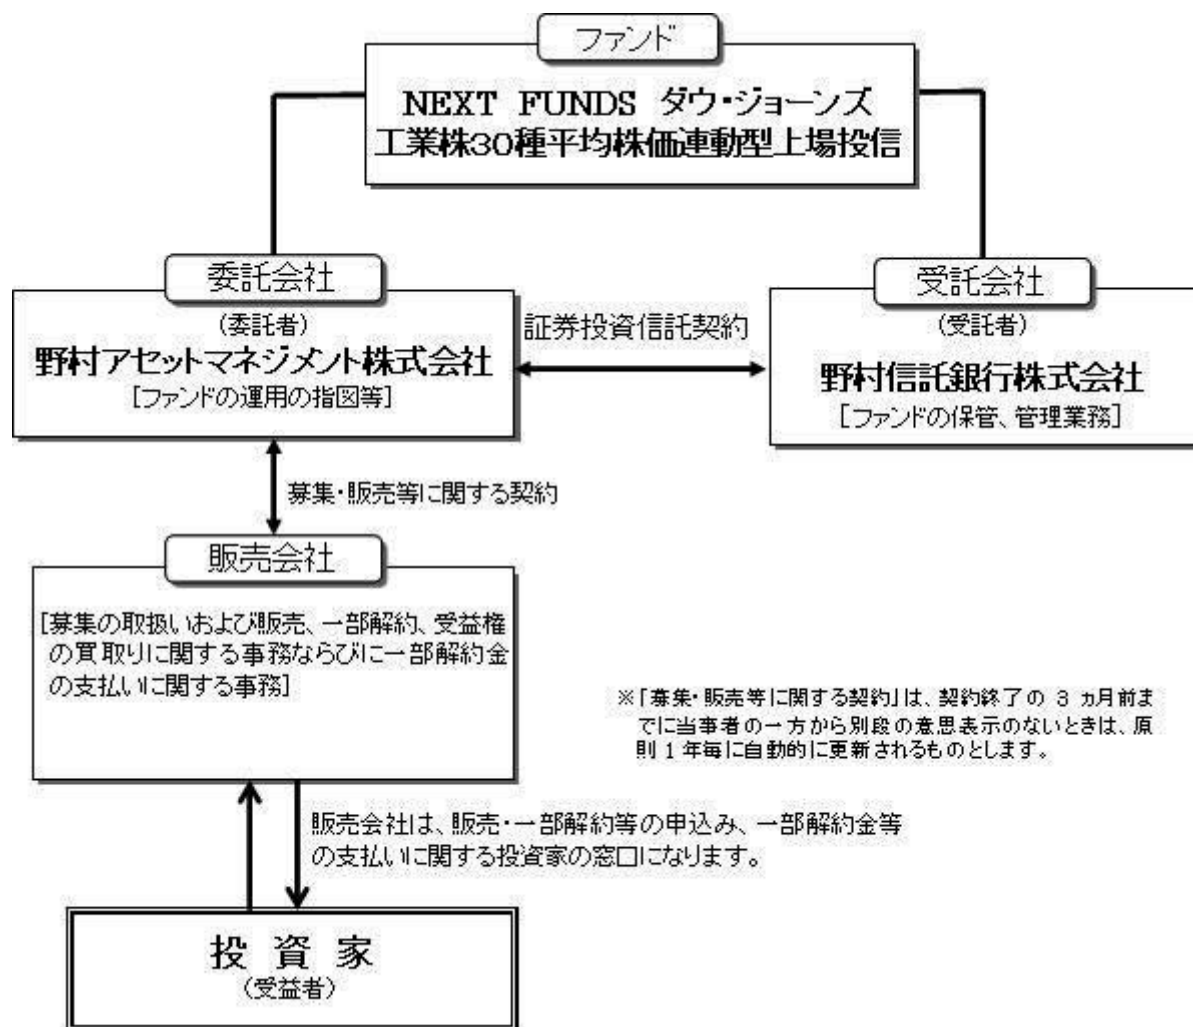 ファンド
NEXT FUNDS ダウ・ジョーンズ
工業株30種平均株価連動型上場投信
委託会社
(委託者)
野村アセットマネジメント株式会社
[ファンドの運用の指図等]
証券投資信託契約
受託会社
(受託者)
野村信託銀行株式会社
[ファンドの保管、管理業務]
募集・販売等に関する契約
販売会社
[募集の取扱いおよび販売、一部解約、受益権
の買取りに関する事務ならびに一部解約金
の支払いに関する事務]
※「募集・販売等に関する契約」は、契約終了の 3 ヵ月前ま
でに当事者の一方から別段の意思表示のないときは、原
則 1 年毎に自動的に更新されるものとします。
販売会社は、販売・一部解約等の申込み、一部解約金等
の支払いに関する投資家の窓口になります。
投 資 家
(受益者)